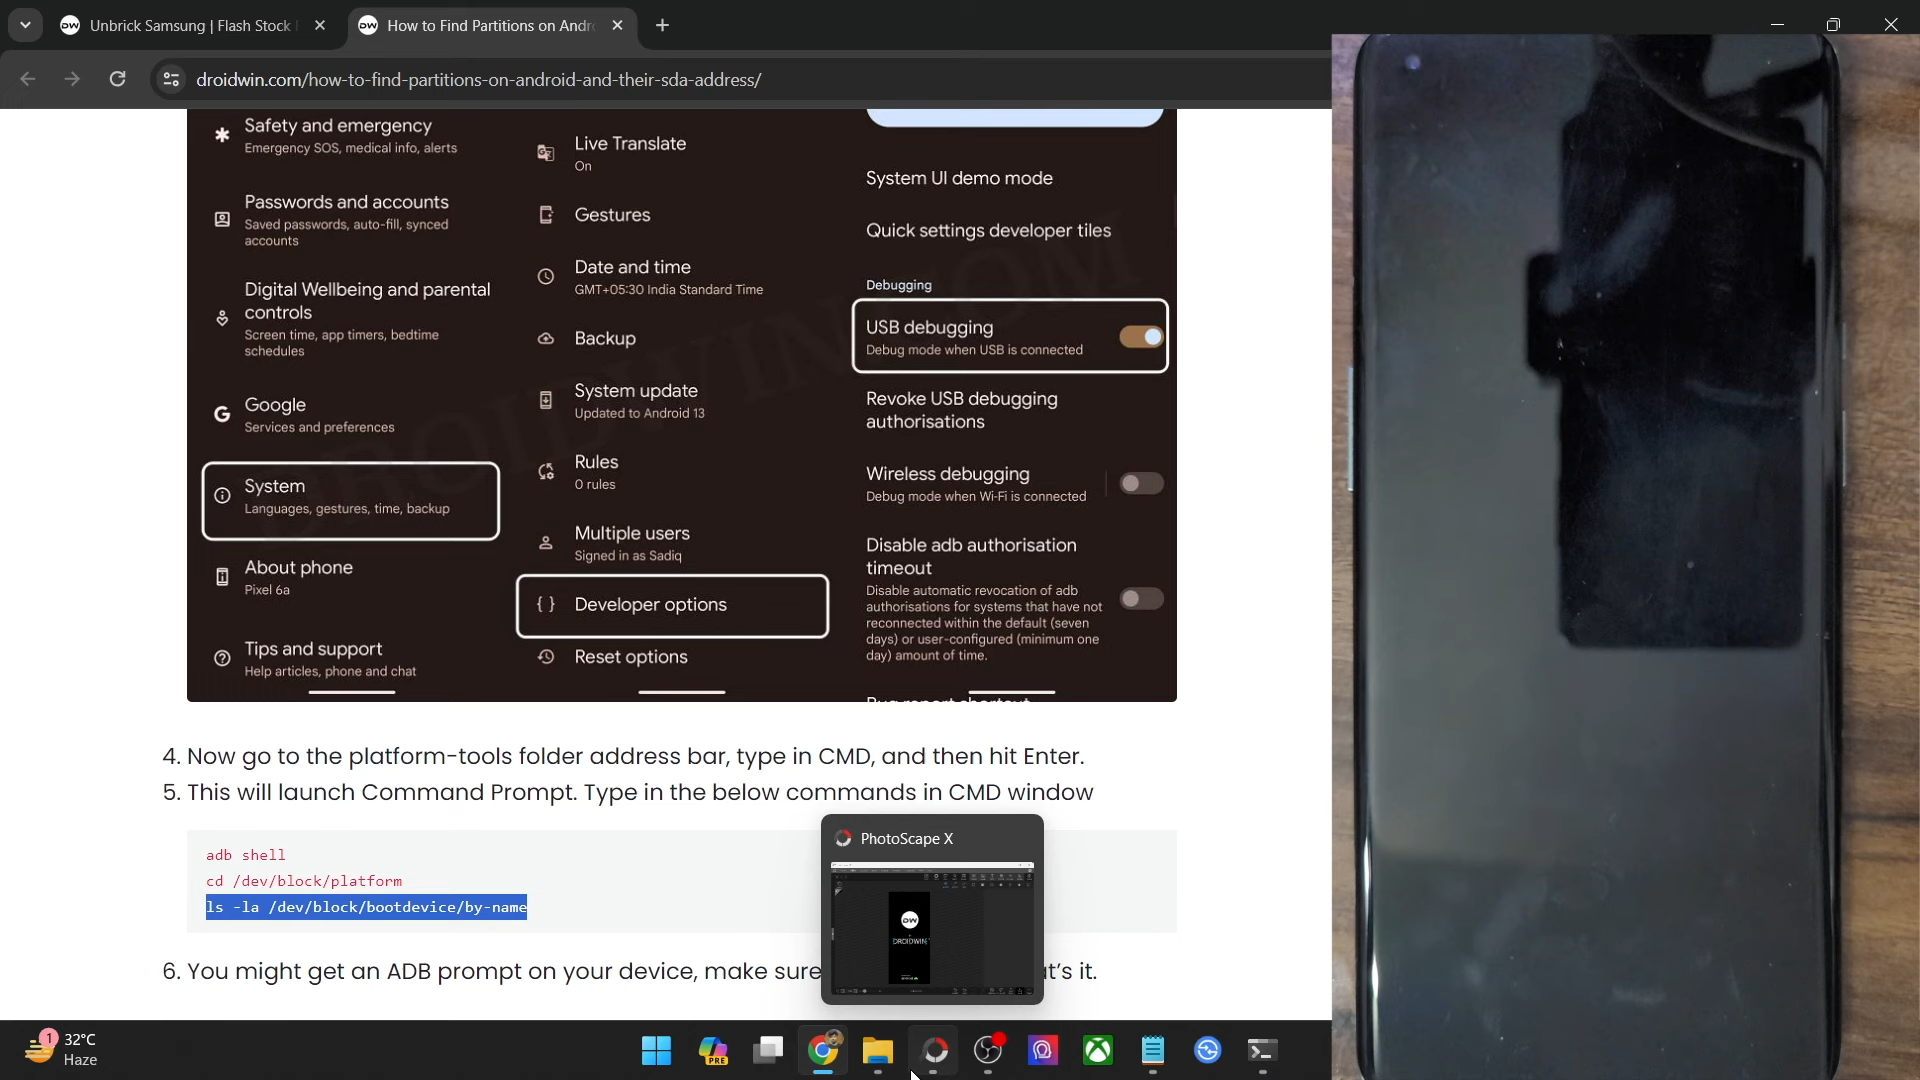 Unbrick Samsung | Flash Stock
How to Find Partitions on Andr
droidwin.com/how-to-find-partitions-on-android-and-their-sda-address/
Safety and emergency
Emergency SOS, medical info, alerts
Passwords and accounts
Saved passwords, auto-fill, synced
accounts
Digital Wellbeing and parental
controls
Screen time, app timers, bedtime
schedules
Google
Services and preferences
System
Languages, gestures, time, backup
About phone
Pixel 6a
Tips and support
Help articles, phone and chat
Live Translate
On
Gestures
Date and time
GMT+05:30 India Standard Time
Backup
System update
Updated to Android 13
Rules
0 rules
Multiple users
Signed in as Sadiq
Developer options
Reset options
System UI demo mode
Quick settings developer tiles
Debugging
USB debugging
Debug mode when USB is connected
Revoke USB debugging
authorisations
Wireless debugging
Debug mode when Wi-Fi is connected
Disable adb authorisation
timeout
Disable automatic revocation of adb
authorisations for systems that have not
reconnected within the default (seven
days) or user-configured (minimum one
day) amount of time.
Bug report shortcut
DROIDWIN.COM
4. Now go to the platform-tools folder address bar, type in CMD, and then hit Enter.
5. This will launch Command Prompt. Type in the below commands in CMD window
adb shell
cd /dev/block/platform
ls -la /dev/block/bootdevice/by-name
PhotoScape X
DW
DROIDWIN
6. You might get an ADB prompt on your device, make sure
at's it.
1
32°C
Haze
PRE